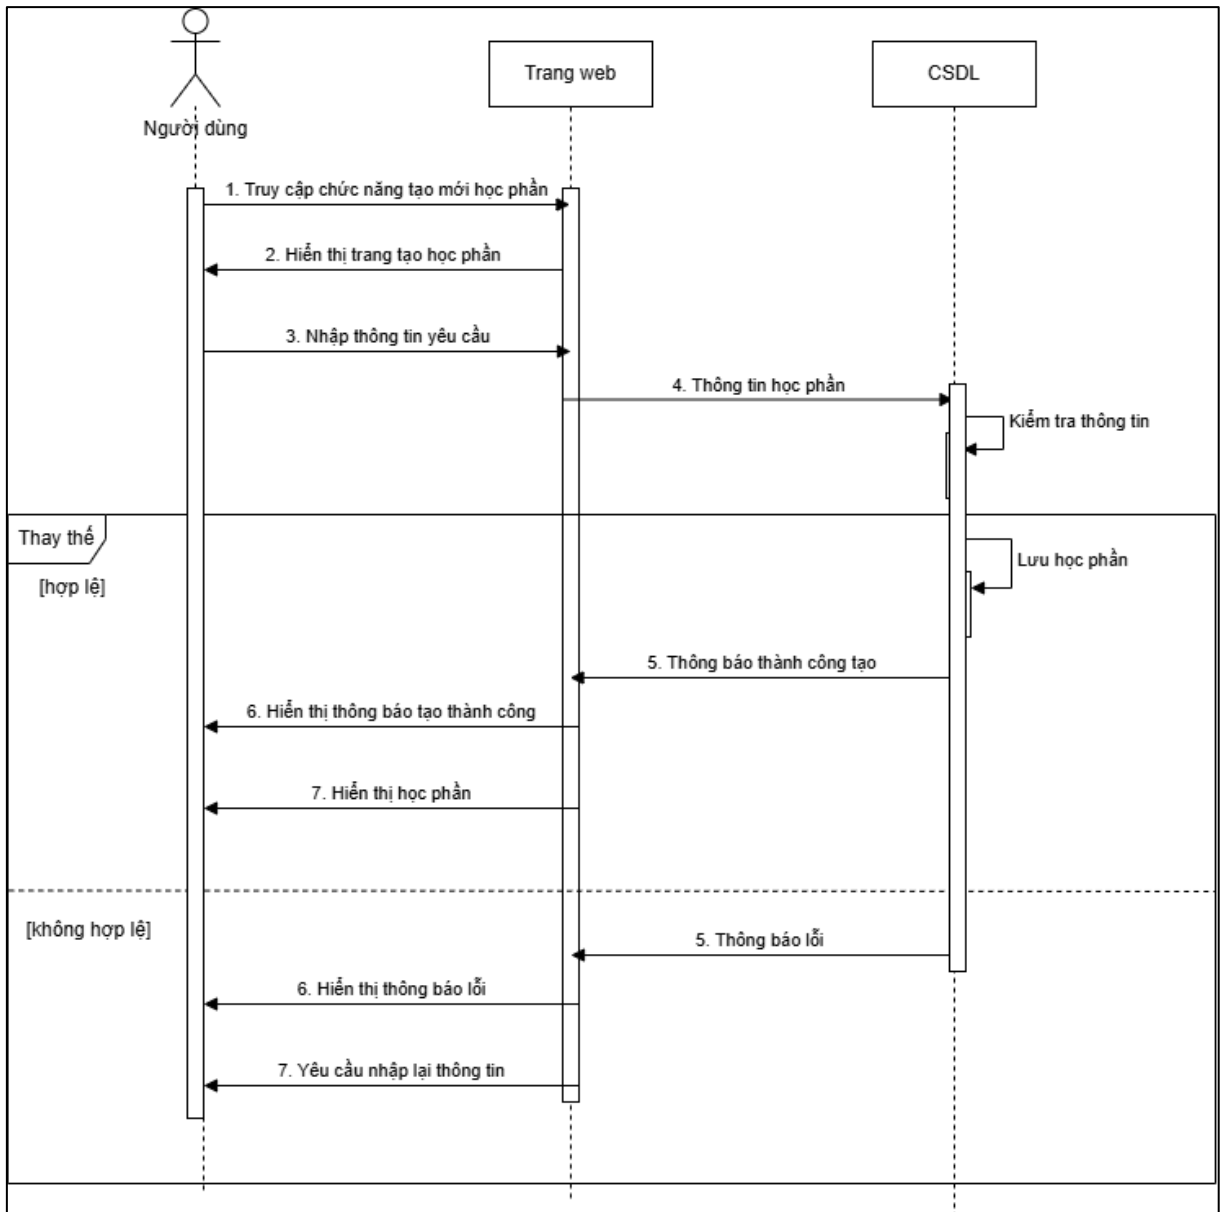 Người dùng
Trang web
CSDL
1. Truy cập chức năng tạo mới học phần
2. Hiển thị trang tạo học phần
3. Nhập thông tin yêu cầu
4. Thông tin học phần
Kiểm tra thông tin
Thay thế
[hợp lệ]
Lưu học phần
5. Thông báo thành công tạo
6. Hiển thị thông báo tạo thành công
7. Hiển thị học phần
[không hợp lệ]
5. Thông báo lỗi
6. Hiển thị thông báo lỗi
7. Yêu cầu nhập lại thông tin